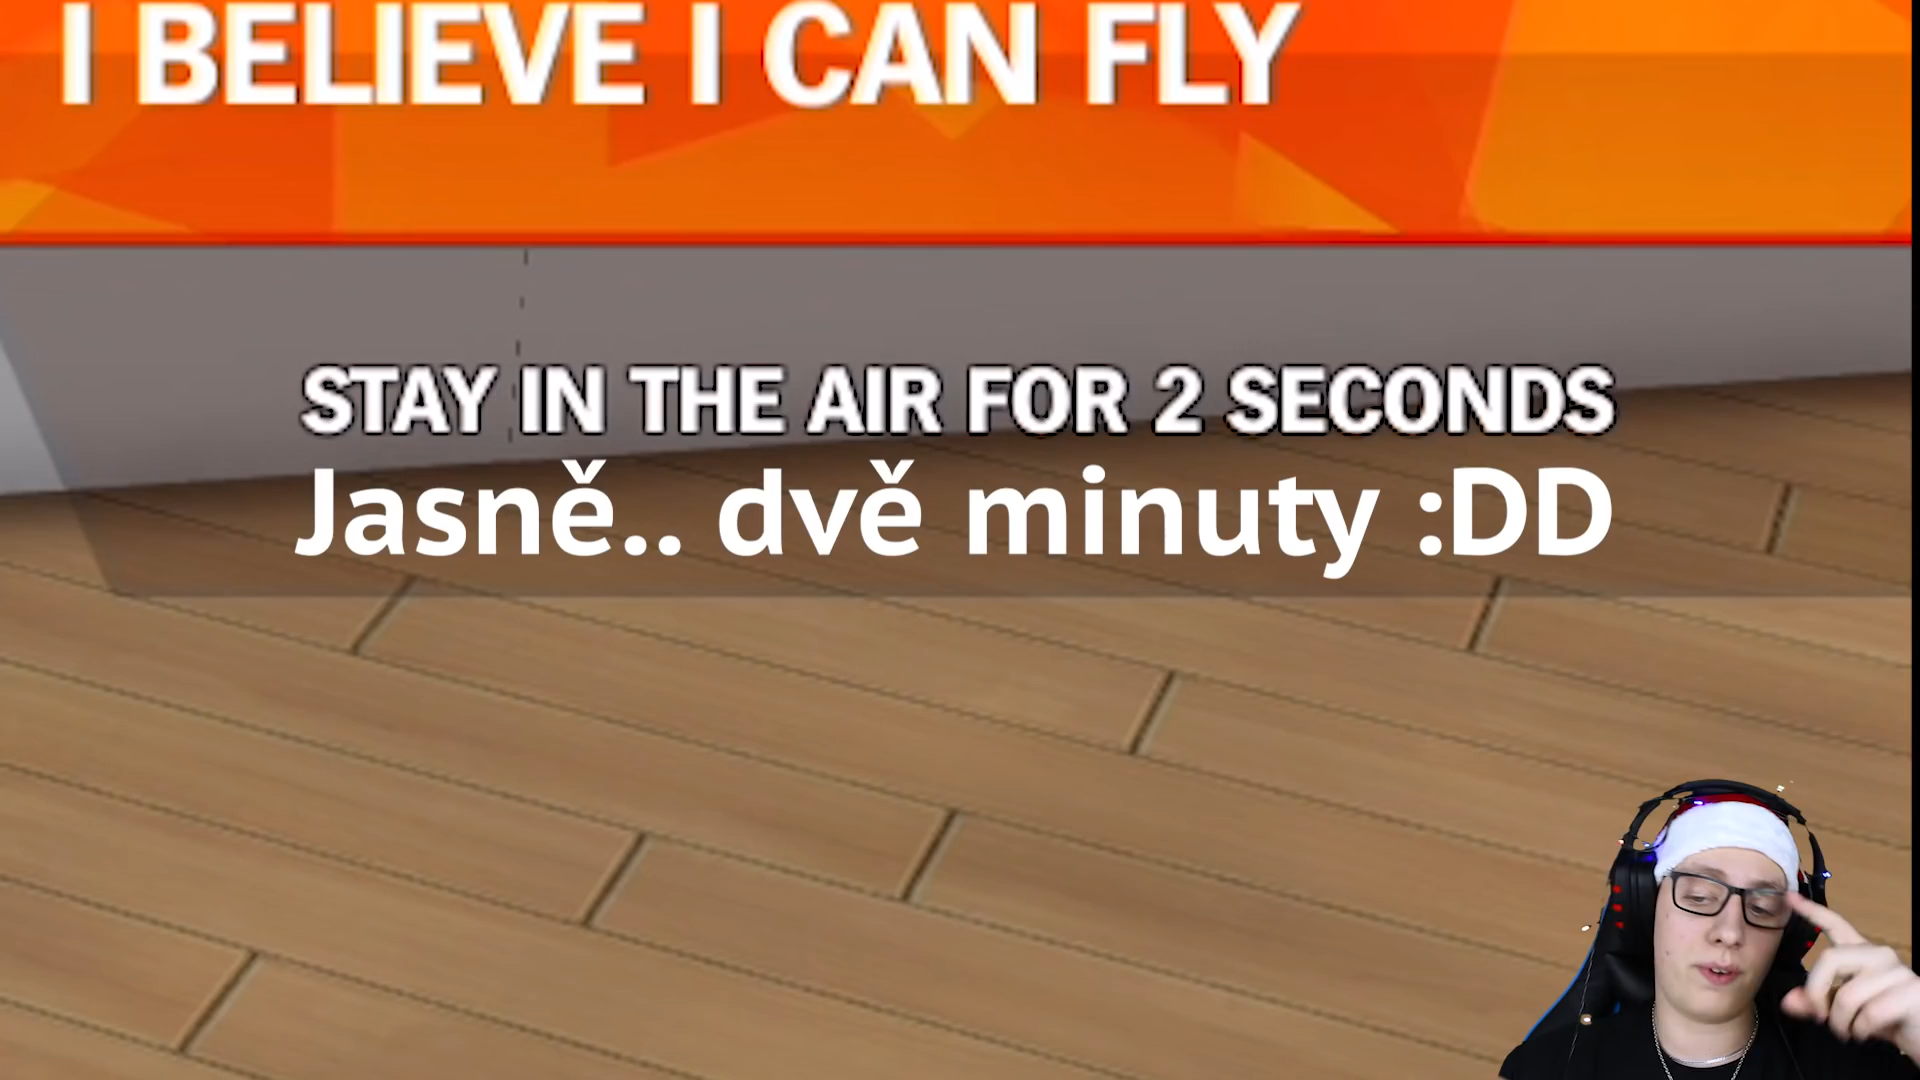 I BELIEVE I CAN FLY
STAY IN THE AIR FOR 2 SECONDS
Jasně.. dvě minuty :DD